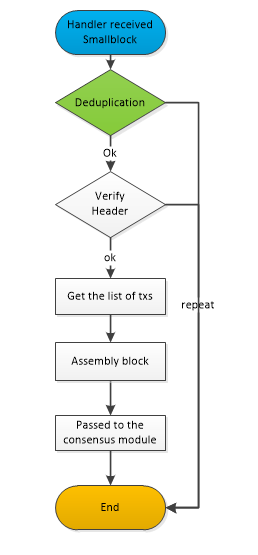 Handler received
Smallblock
Deduplication
Ok
Verify
Header
ok
Get the list of txs
repeat
Assembly block
Passed to the
consensus module
End